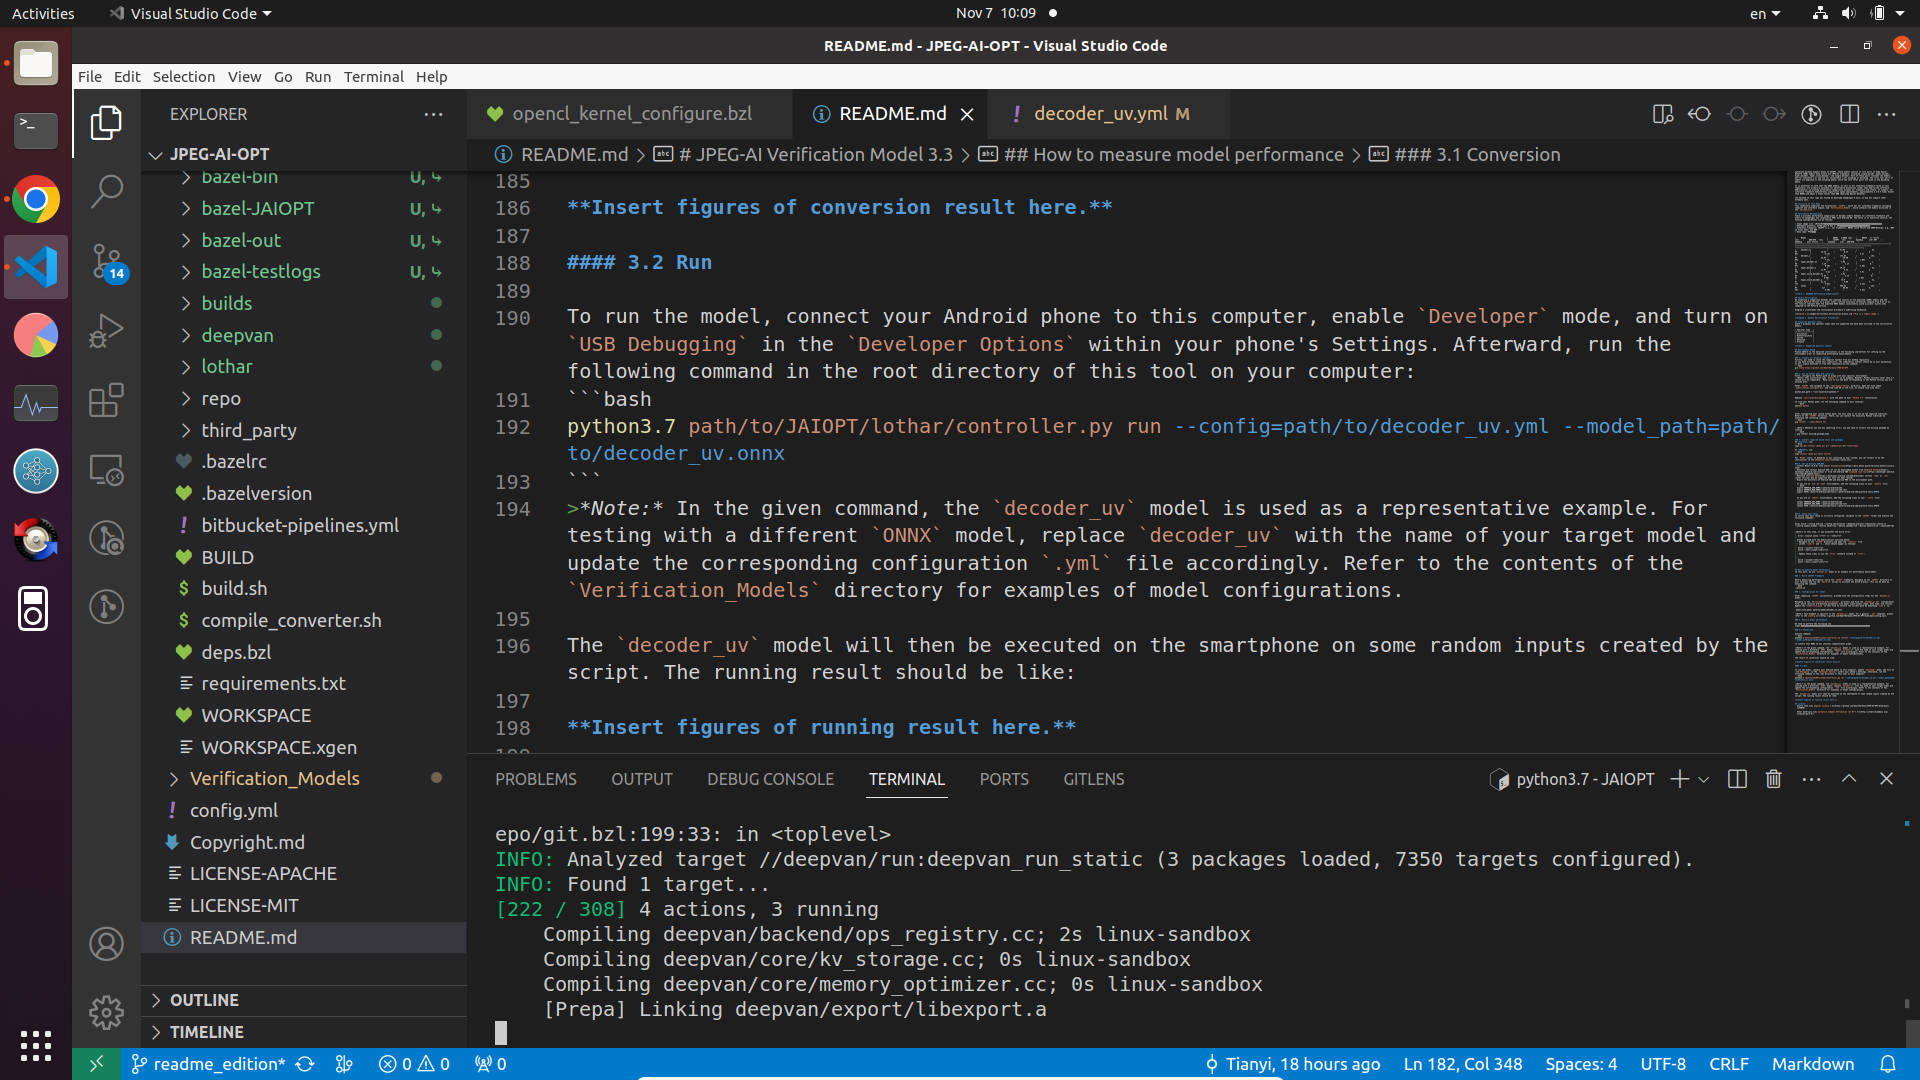 Activities
Visual Studio Code
Nov 7 10:09
en
README.md - JPEG-AI-OPT - Visual Studio Code
File Edit Selection View Go Run Terminal Help
EXPLORER
JPEG-AI-OPT
bazel-bin U,
bazel-JAIOPT U,
bazel-out U,
bazel-testlogs U,
builds
deepvan
lothar
repo
third_party
.bazelrc
.bazelversion
! bitbucket-pipelines.yml
BUILD
$ build.sh
$ compile_converter.sh
deps.bzl
requirements.txt
WORKSPACE
WORKSPACE.xgen
Verification_Models
! config.yml
Copyright.md
LICENSE-APACHE
LICENSE-MIT
README.md
OUTLINE
TIMELINE
14
opencl_kernel_configure.bzl
README.md
! decoder_uv.yml M
README.md > # JPEG-AI Verification Model 3.3 > ## How to measure model performance > ### 3.1 Conversion
185
186 **Insert figures of conversion result here.**
187
188 #### 3.2 Run
189
190 To run the model, connect your Android phone to this computer, enable `Developer` mode, and turn on
`USB Debugging` in the `Developer Options` within your phone's Settings. Afterward, run the
following command in the root directory of this tool on your computer:
191 ```bash
192 python3.7 path/to/JAIOPT/lothar/controller.py run --config=path/to/decoder_uv.yml --model_path=path/
to/decoder_uv.onnx
193 ```
194 >*Note:* In the given command, the `decoder_uv` model is used as a representative example. For
testing with a different `ONNX` model, replace `decoder_uv` with the name of your target model and
update the corresponding configuration `.yml` file accordingly. Refer to the contents of the
`Verification_Models` directory for examples of model configurations.
195
196 The `decoder_uv` model will then be executed on the smartphone on some random inputs created by the
script. The running result should be like:
197
198 **Insert figures of running result here.**
PROBLEMS OUTPUT DEBUG CONSOLE TERMINAL PORTS GITLENS
python3.7 - JAIOPT
epo/git.bzl:199:33: in <toplevel>
INFO: Analyzed target //deepvan/run:deepvan_run_static (3 packages loaded, 7350 targets configured).
INFO: Found 1 target...
[222 / 308] 4 actions, 3 running
Compiling deepvan/backend/ops_registry.cc; 2s linux-sandbox
Compiling deepvan/core/kv_storage.cc; 0s linux-sandbox
Compiling deepvan/core/memory_optimizer.cc; 0s linux-sandbox
[Prepa] Linking deepvan/export/libexport.a
readme_edition* 0 0 0
Tianyi, 18 hours ago Ln 182, Col 348 Spaces: 4 UTF-8 CRLF Markdown